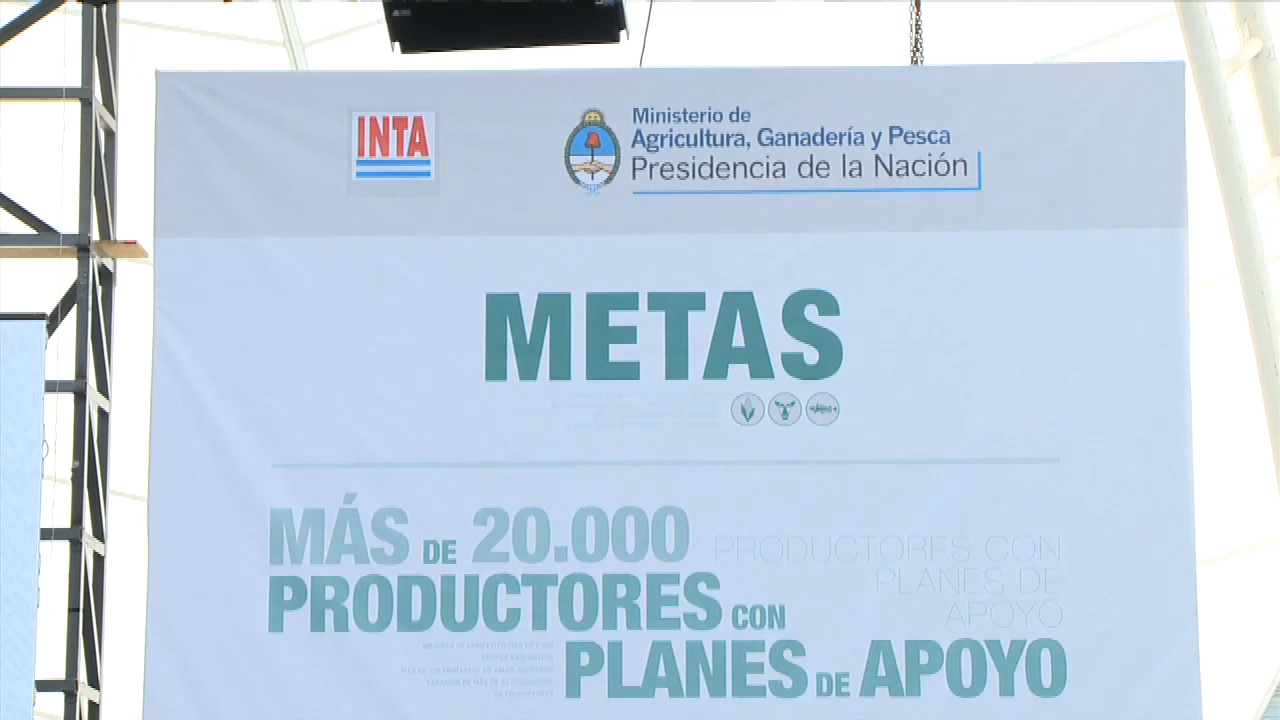 INTA
Ministerio de
Agricultura, Ganadería y Pesca
Presidencia de la Nación
METAS
MÁS DE 20.000
PRODUCTORES CON
PLANES DE APOYO
PRODUCTORES CON
PLANES DE
APOYO